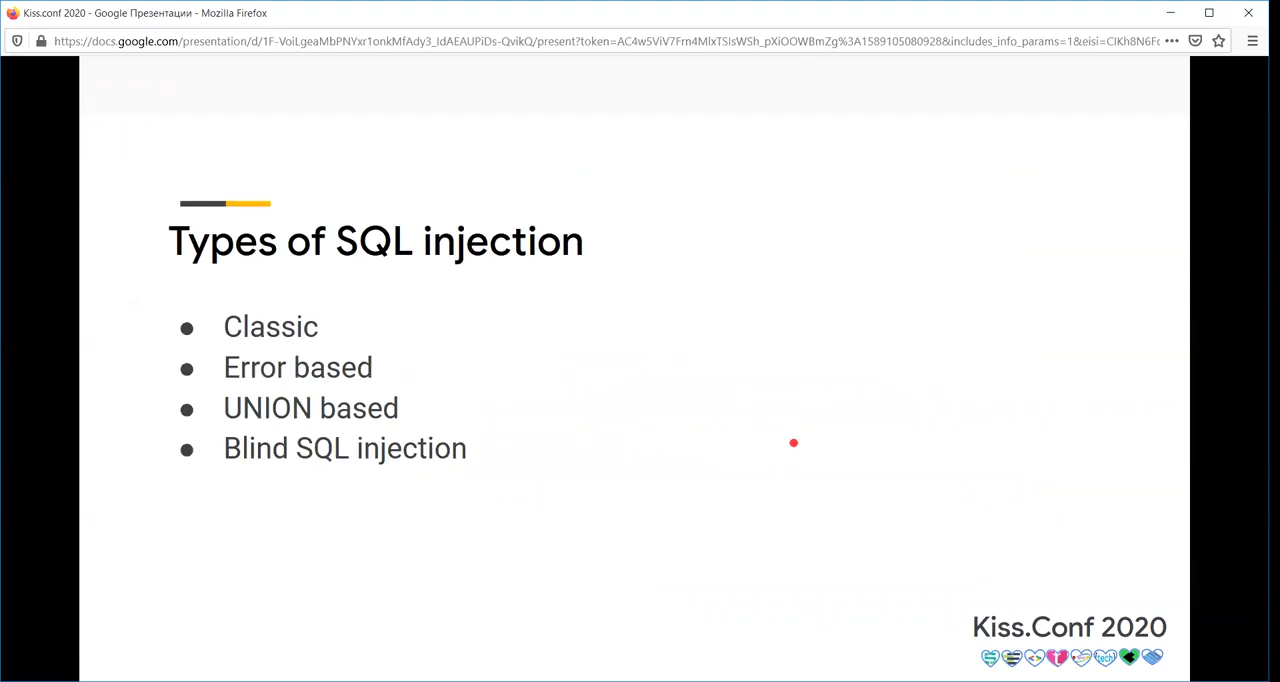 Kiss.conf 2020 - Google Презентации - Mozilla Firefox
https://docs.google.com/presentation/d/1F-VoiLgeaMbPNYxr1onkMfAdy3_IdAEAUPiDs-QvikQ/present?token=AC4w5ViV7Frn4MlxTSIsWSh_pXiOOWBmZg%3A1589105080928&includes_info_params=1&eisi=CIKh8N6Fc
Types of SQL injection
● Classic
● Error based
● UNION based
● Blind SQL injection
Kiss.Conf 2020
tech